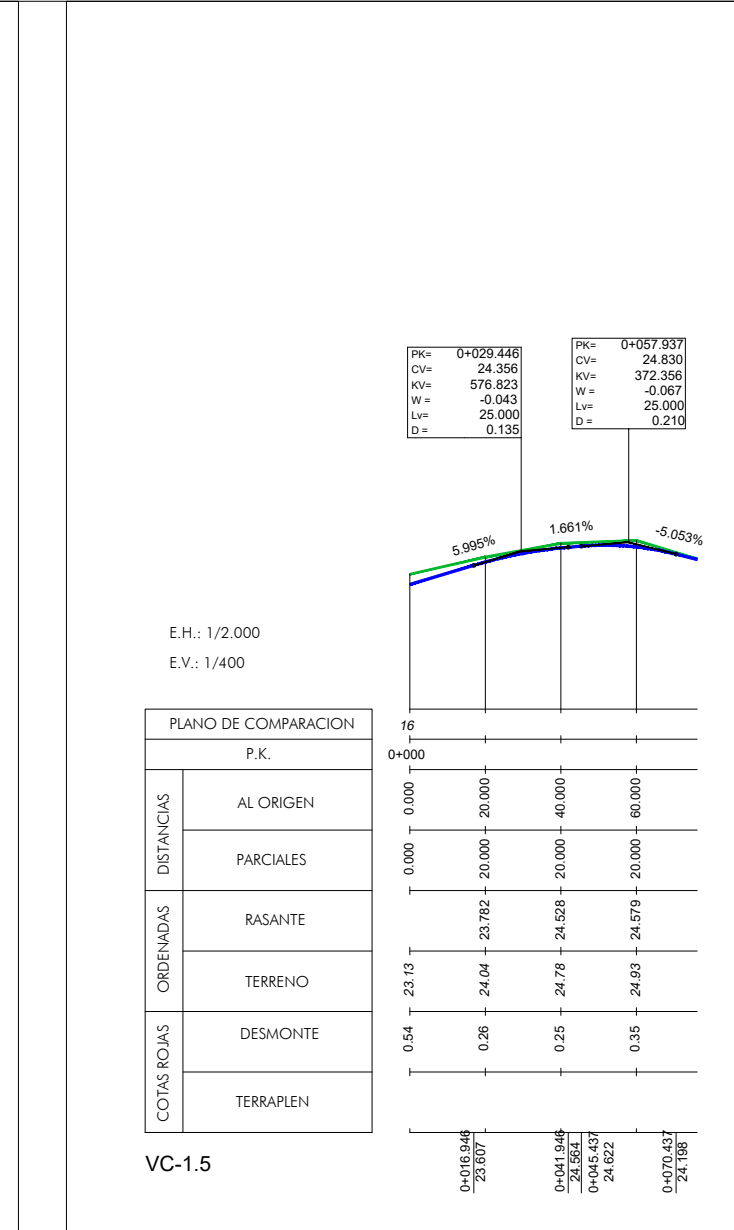 PK= 0+029.446
CV= 24.356
KV= 576.823
W = -0.043
Lv= 25.000
D = 0.135
PK= 0+057.937
CV= 24.830
KV= 372.356
W = -0.067
Lv= 25.000
D = 0.210
5.995%
1.661%
-5.053%
E.H.: 1/2.000
E.V.: 1/400
PLANO DE COMPARACION 16
P.K. 0+000
DISTANCIAS
AL ORIGEN 0.000 20.000 40.000 60.000
PARCIALES 0.000 20.000 20.000 20.000
ORDENADAS
RASANTE 23.782 24.528 24.579
TERRENO 23.13 24.04 24.78 24.93
COTAS ROJAS
DESMONTE 0.54 0.26 0.25 0.35
TERRAPLEN
VC-1.5
0+016.946
23.607
0+041.946
24.564
0+045.437
24.622
0+070.437
24.198